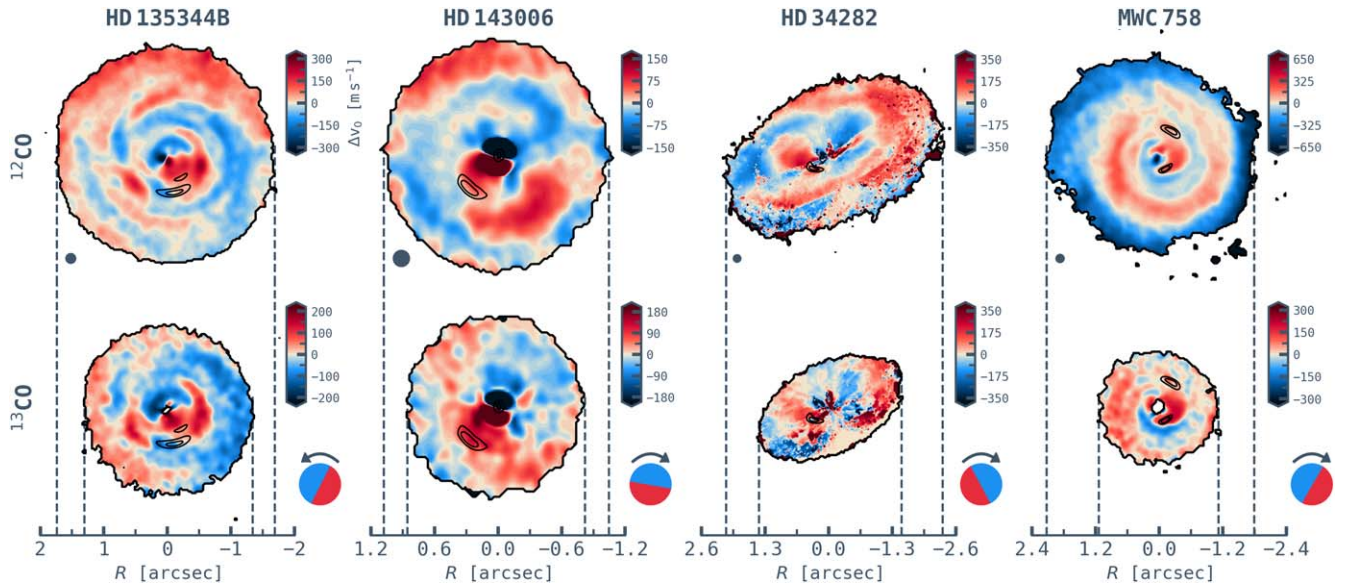 HD 135344B HD 143006 HD 34282 MWC 758
300 150 350 650
150 75 175 325
0 0 0 0
−150 −75 −175 −325
−300 −150 −350 −650
Δv₀ [m s⁻¹]
¹²CO
200 180 350 300
100 90 175 150
0 0 0 0
−100 −90 −175 −150
−200 −180 −350 −300
¹³CO
2 1 0 −1 −2 1.2 0.6 0.0 −0.6 −1.2 2.6 1.3 0.0 −1.3 −2.6 2.4 1.2 0.0 −1.2 −2.4
R [arcsec] R [arcsec] R [arcsec] R [arcsec]